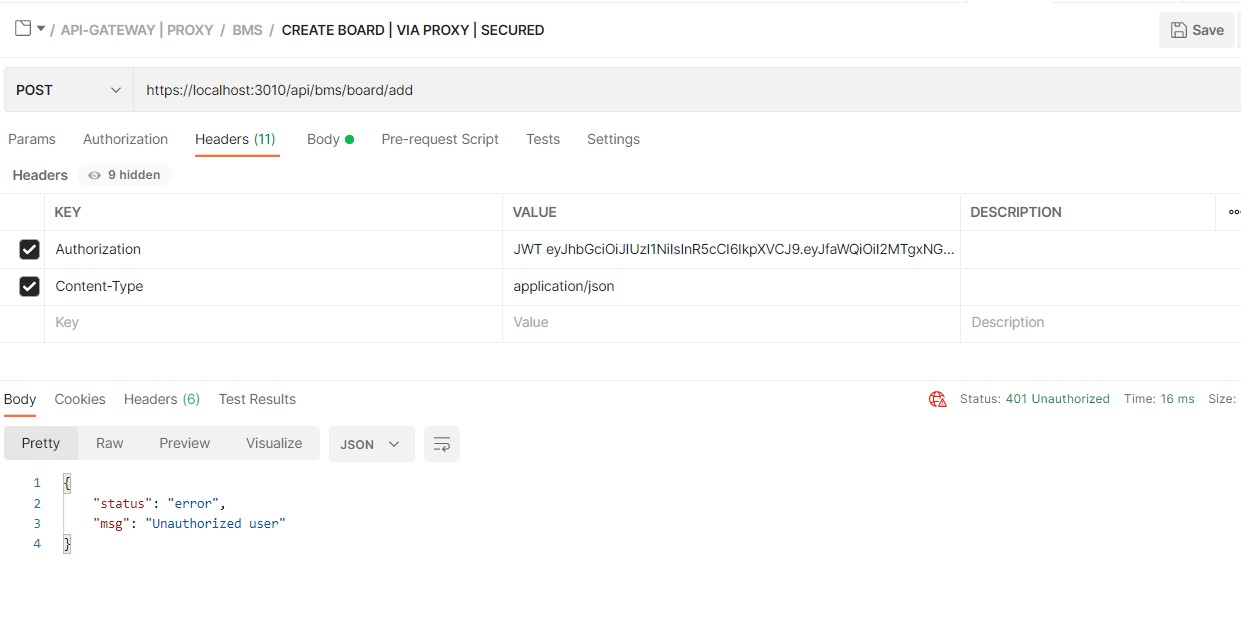 / API-GATEWAY | PROXY / BMS / CREATE BOARD | VIA PROXY | SECURED Save
POST https://localhost:3010/api/bms/board/add
Params Authorization Headers (11) Body Pre-request Script Tests Settings
Headers 9 hidden
KEY VALUE DESCRIPTION
Authorization JWT eyJhbGciOiJIUzI1NiIsInR5cCI6IkpXVCJ9.eyJfaWQiOiI2MTgxNG...
Content-Type application/json
Key Value Description
Body Cookies Headers (6) Test Results Status: 401 Unauthorized Time: 16 ms Size:
Pretty Raw Preview Visualize JSON
1 {
2 "status": "error",
3 "msg": "Unauthorized user"
4 }